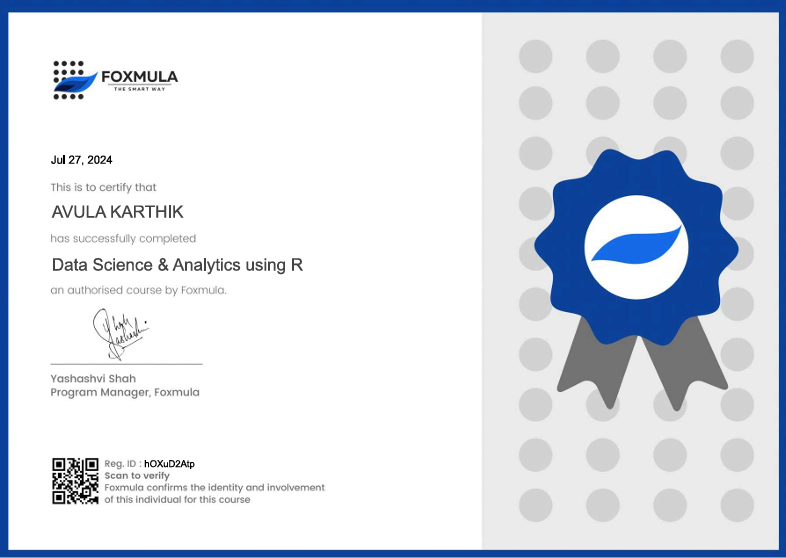 FOXMULA
THE SMART WAY
Jul 27, 2024
This is to certify that
AVULA KARTHIK
has successfully completed
Data Science & Analytics using R
an authorised course by Foxmula.
Yashashvi Shah
Program Manager, Foxmula
Reg. ID : hOXuD2Atp
Scan to verify
Foxmula confirms the identity and involvement
of this individual for this course